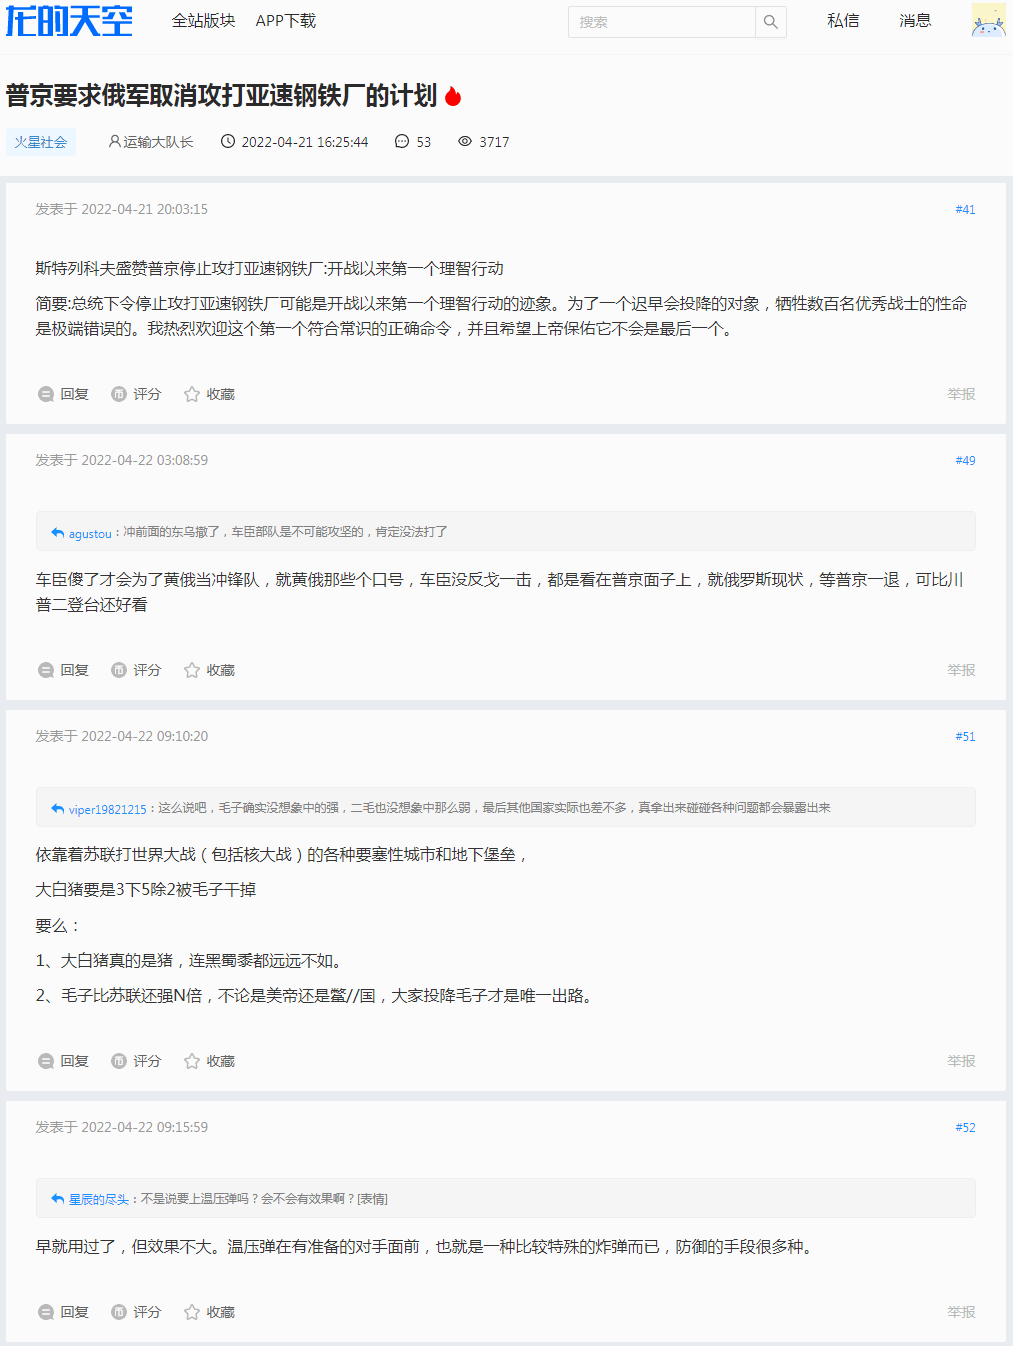 龙的天空
全站版块 APP下载
搜索
私信 消息
普京要求俄军取消攻打亚速钢铁厂的计划
火星社会 运输大队长 2022-04-21 16:25:44 53 3717
发表于 2022-04-21 20:03:15 #41
斯特列科夫盛赞普京停止攻打亚速钢铁厂:开战以来第一个理智行动
简要:总统下令停止攻打亚速钢铁厂可能是开战以来第一个理智行动的迹象。为了一个迟早会投降的对象，牺牲数百名优秀战士的性命
是极端错误的。我热烈欢迎这个第一个符合常识的正确命令，并且希望上帝保佑它不会是最后一个。
回复 评分 收藏 举报
发表于 2022-04-22 03:08:59 #49
agustou：冲前面的东乌撤了，车臣部队是不可能攻坚的，肯定没法打了
车臣傻了才会为了黄俄当冲锋队，就黄俄那些个口号，车臣没反戈一击，都是看在普京面子上，就俄罗斯现状，等普京一退，可比川
普二登台还好看
回复 评分 收藏 举报
发表于 2022-04-22 09:10:20 #51
viper19821215：这么说吧，毛子确实没想象中的强，二毛也没想象中那么弱，最后其他国家实际也差不多，真拿出来碰碰各种问题都会暴露出来
依靠着苏联打世界大战（包括核大战）的各种要塞性城市和地下堡垒，
大白猪要是3下5除2被毛子干掉
要么：
1、大白猪真的是猪，连黑蜀黍都远远不如。
2、毛子比苏联还强N倍，不论是美帝还是鳖//国，大家投降毛子才是唯一出路。
回复 评分 收藏 举报
发表于 2022-04-22 09:15:59 #52
星辰的尽头：不是说要上温压弹吗？会不会有效果啊？[表情]
早就用过了，但效果不大。温压弹在有准备的对手面前，也就是一种比较特殊的炸弹而已，防御的手段很多种。
回复 评分 收藏 举报